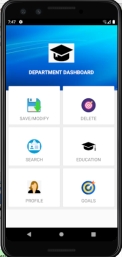 7:47
DEPARTMENT DASHBOARD
SAVE/MODIFY
DELETE
SEARCH
EDUCATION
PROFILE
GOALS